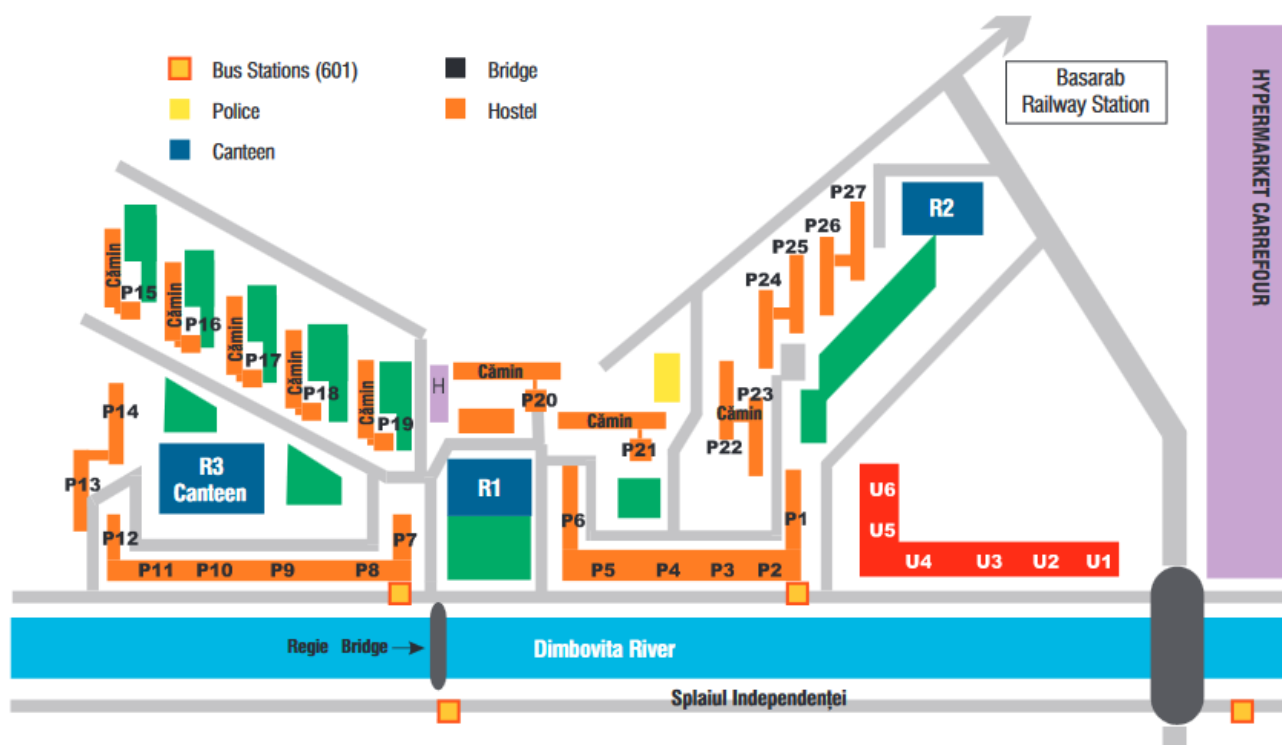 Bus Stations (601)
Bridge
Police
Hostel
Canteen
Basarab
Railway Station
HYPERMARKET CARREFOUR
P27
R2
P26
P25
P24
Cămin
P15
Cămin
P16
Cămin
P17
Cămin
P18
Cămin
P19
H
Cămin
P20
Cămin
P21
P23
Cămin
P22
P14
R3
Canteen
P13
R1
P12
P7
P6
P1
U6
U5
P11
P10
P9
P8
P5
P4
P3
P2
U4
U3
U2
U1
Regie Bridge
Dimbovita River
Splaiul Independenței